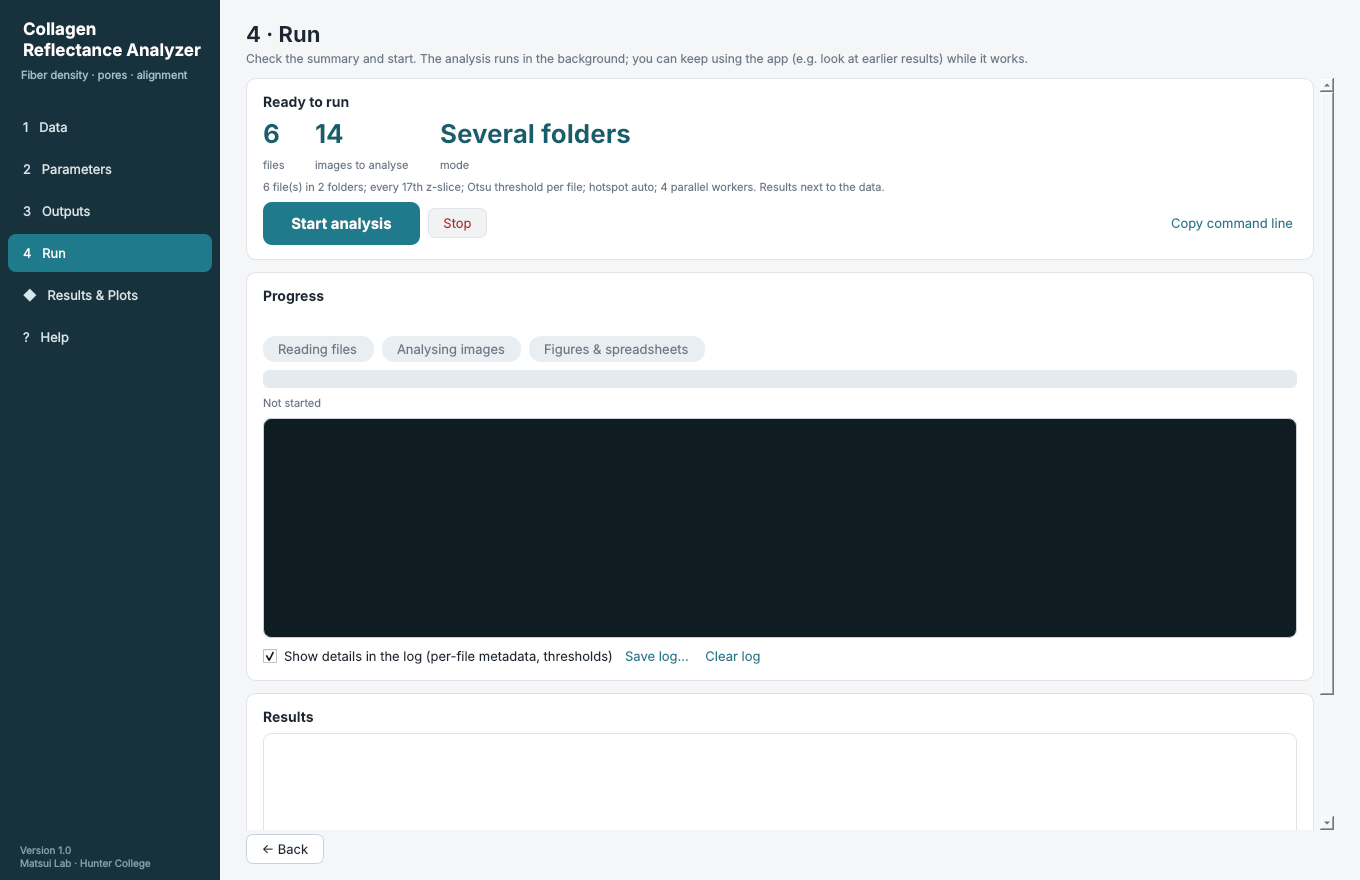 Collagen
Reflectance Analyzer
Fiber density · pores · alignment
1 Data
2 Parameters
3 Outputs
4 Run
◆ Results & Plots
? Help
Version 1.0
Matsui Lab · Hunter College
4 · Run
Check the summary and start. The analysis runs in the background; you can keep using the app (e.g. look at earlier results) while it works.
Ready to run
6 14 Several folders
files images to analyse mode
6 file(s) in 2 folders; every 17th z-slice; Otsu threshold per file; hotspot auto; 4 parallel workers. Results next to the data.
Start analysis Stop Copy command line
Progress
Reading files Analysing images Figures & spreadsheets
Not started
Show details in the log (per-file metadata, thresholds) Save log... Clear log
Results
← Back